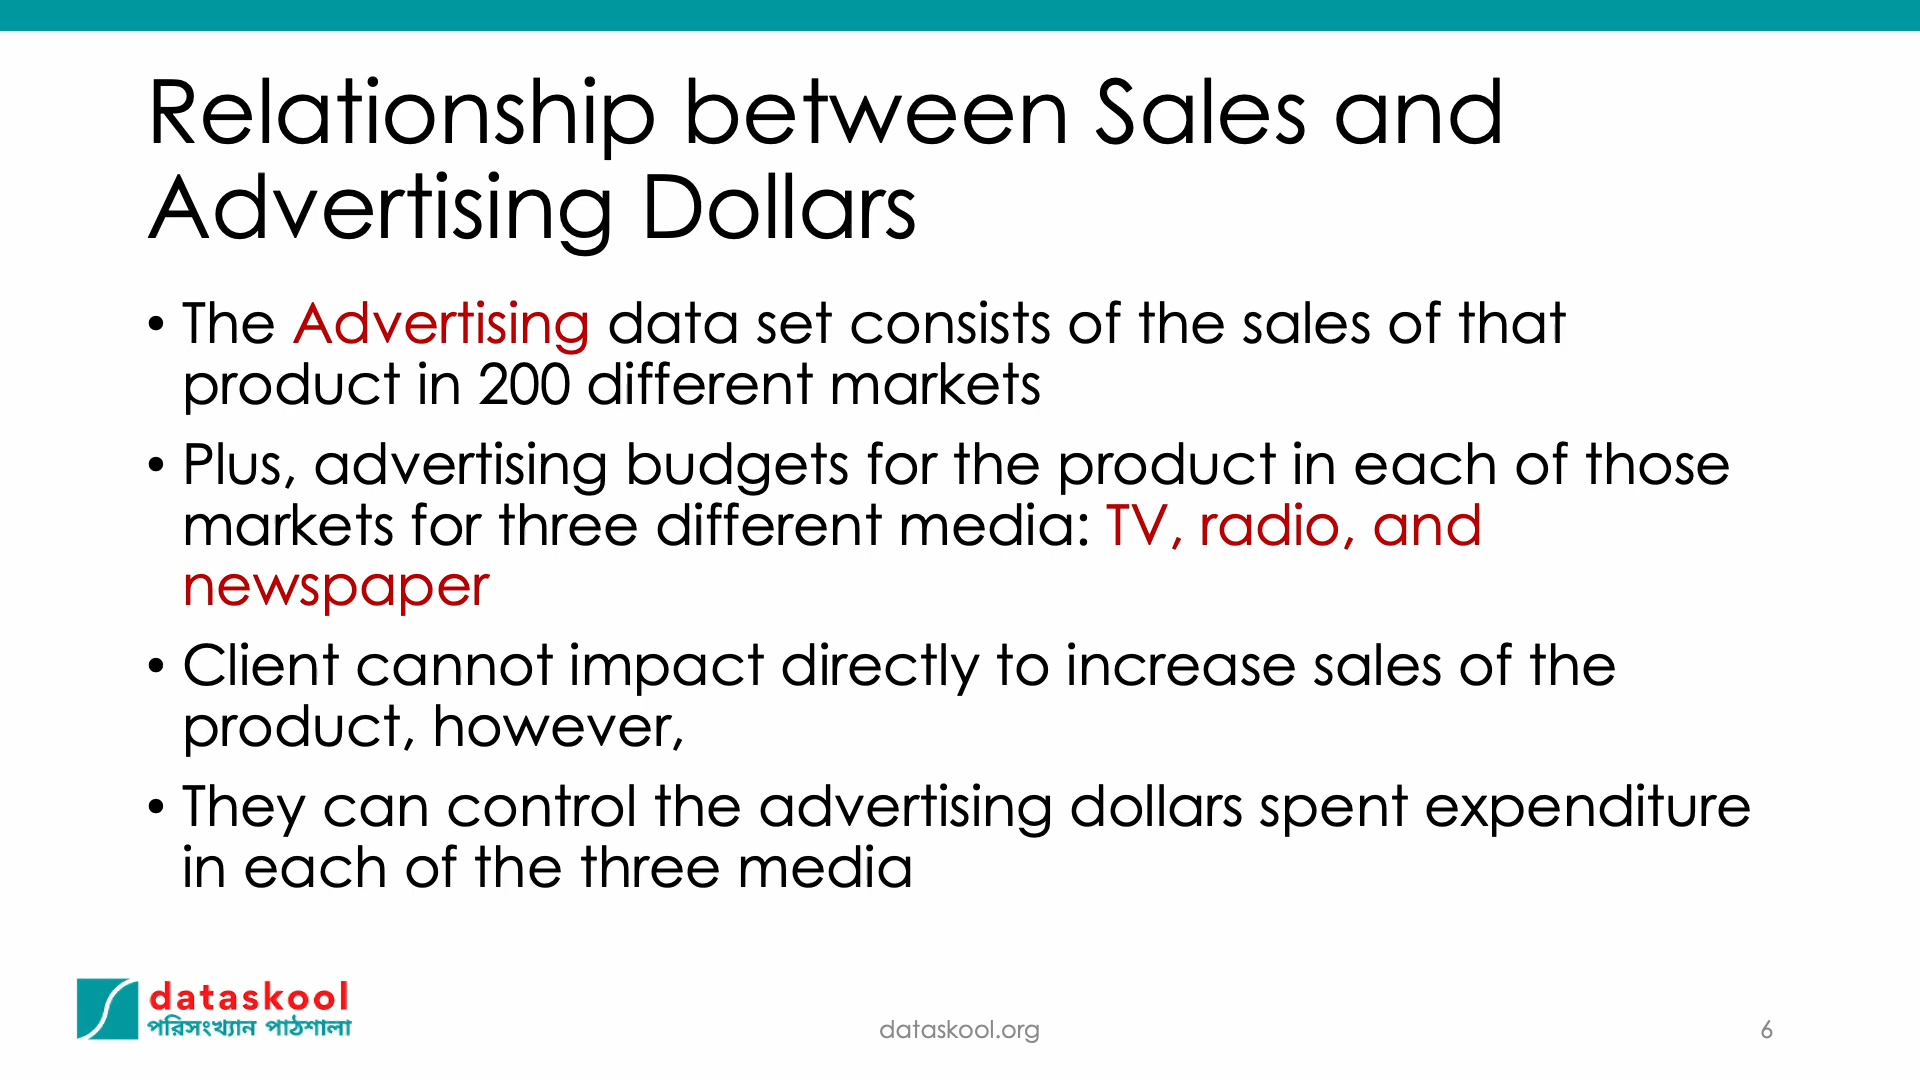 Relationship between Sales and
Advertising Dollars
• The Advertising data set consists of the sales of that
product in 200 different markets
• Plus, advertising budgets for the product in each of those
markets for three different media: TV, radio, and
newspaper
• Client cannot impact directly to increase sales of the
product, however,
• They can control the advertising dollars spent expenditure
in each of the three media
dataskool
পরিসংখ্যান পাঠশালা
dataskool.org
6